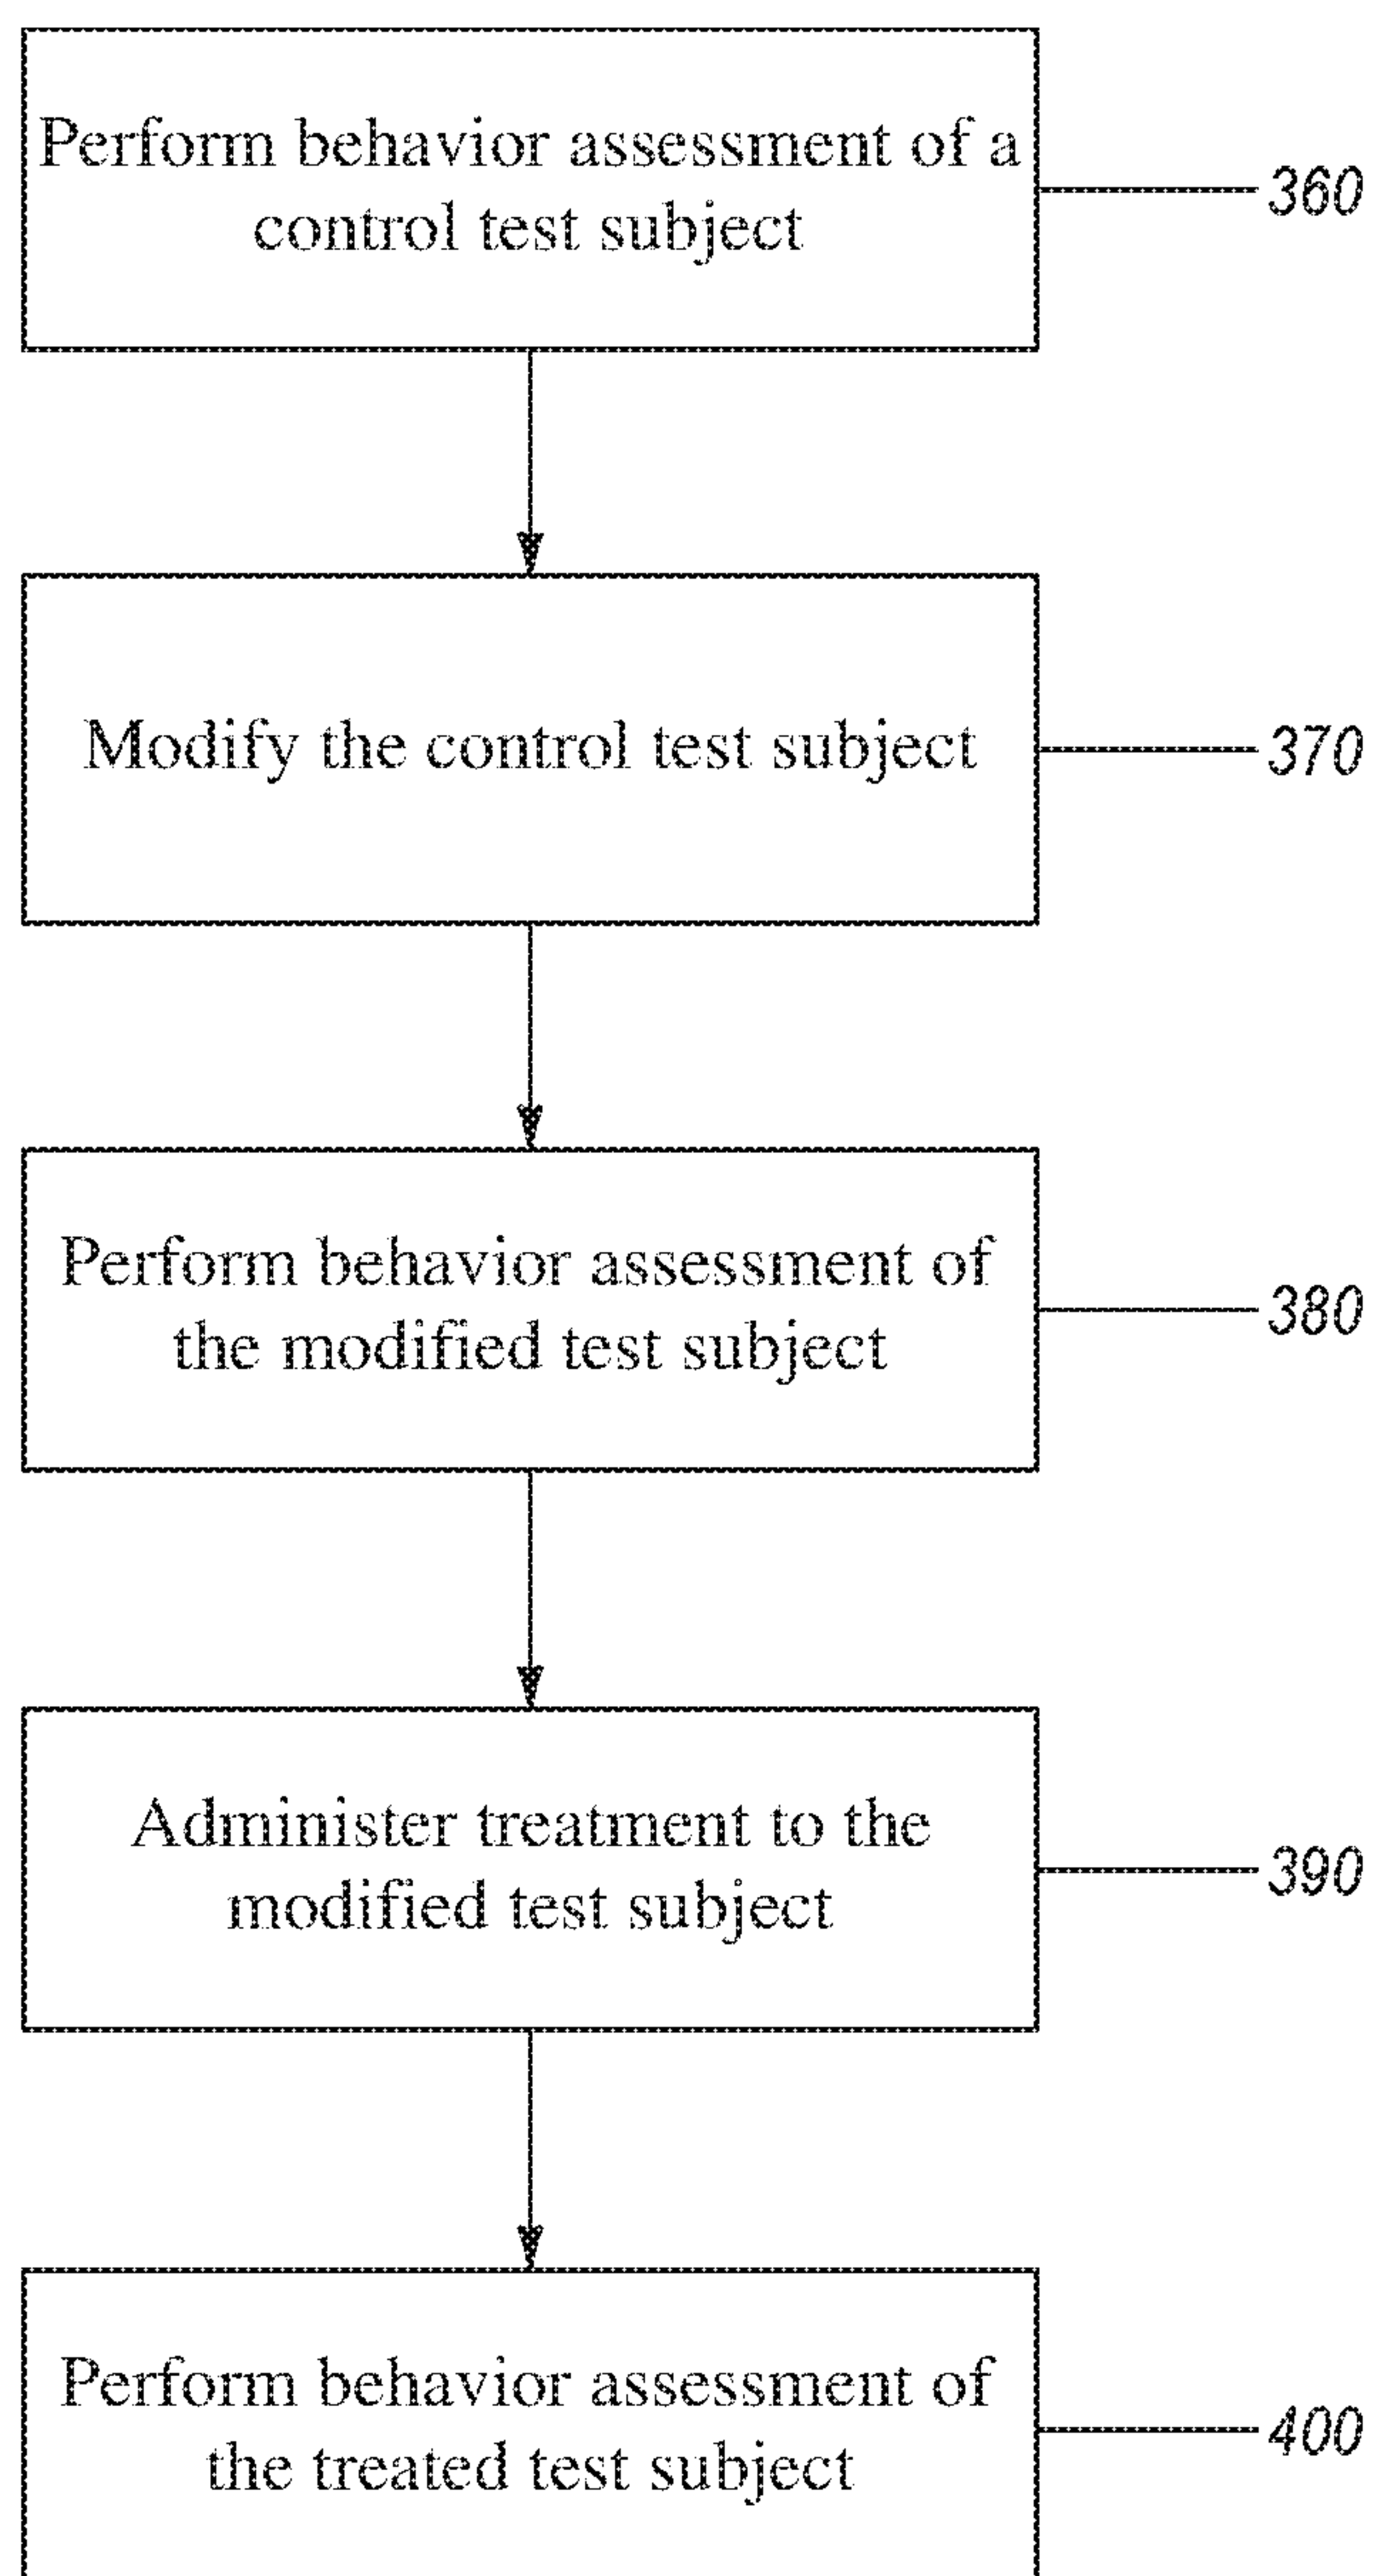 Perform behavior assessment of a
control test subject
360
Modify the control test subject
370
Perform behavior assessment of
the modified test subject
380
Administer treatment to the
modified test subject
390
Perform behavior assessment of
the treated test subject
400